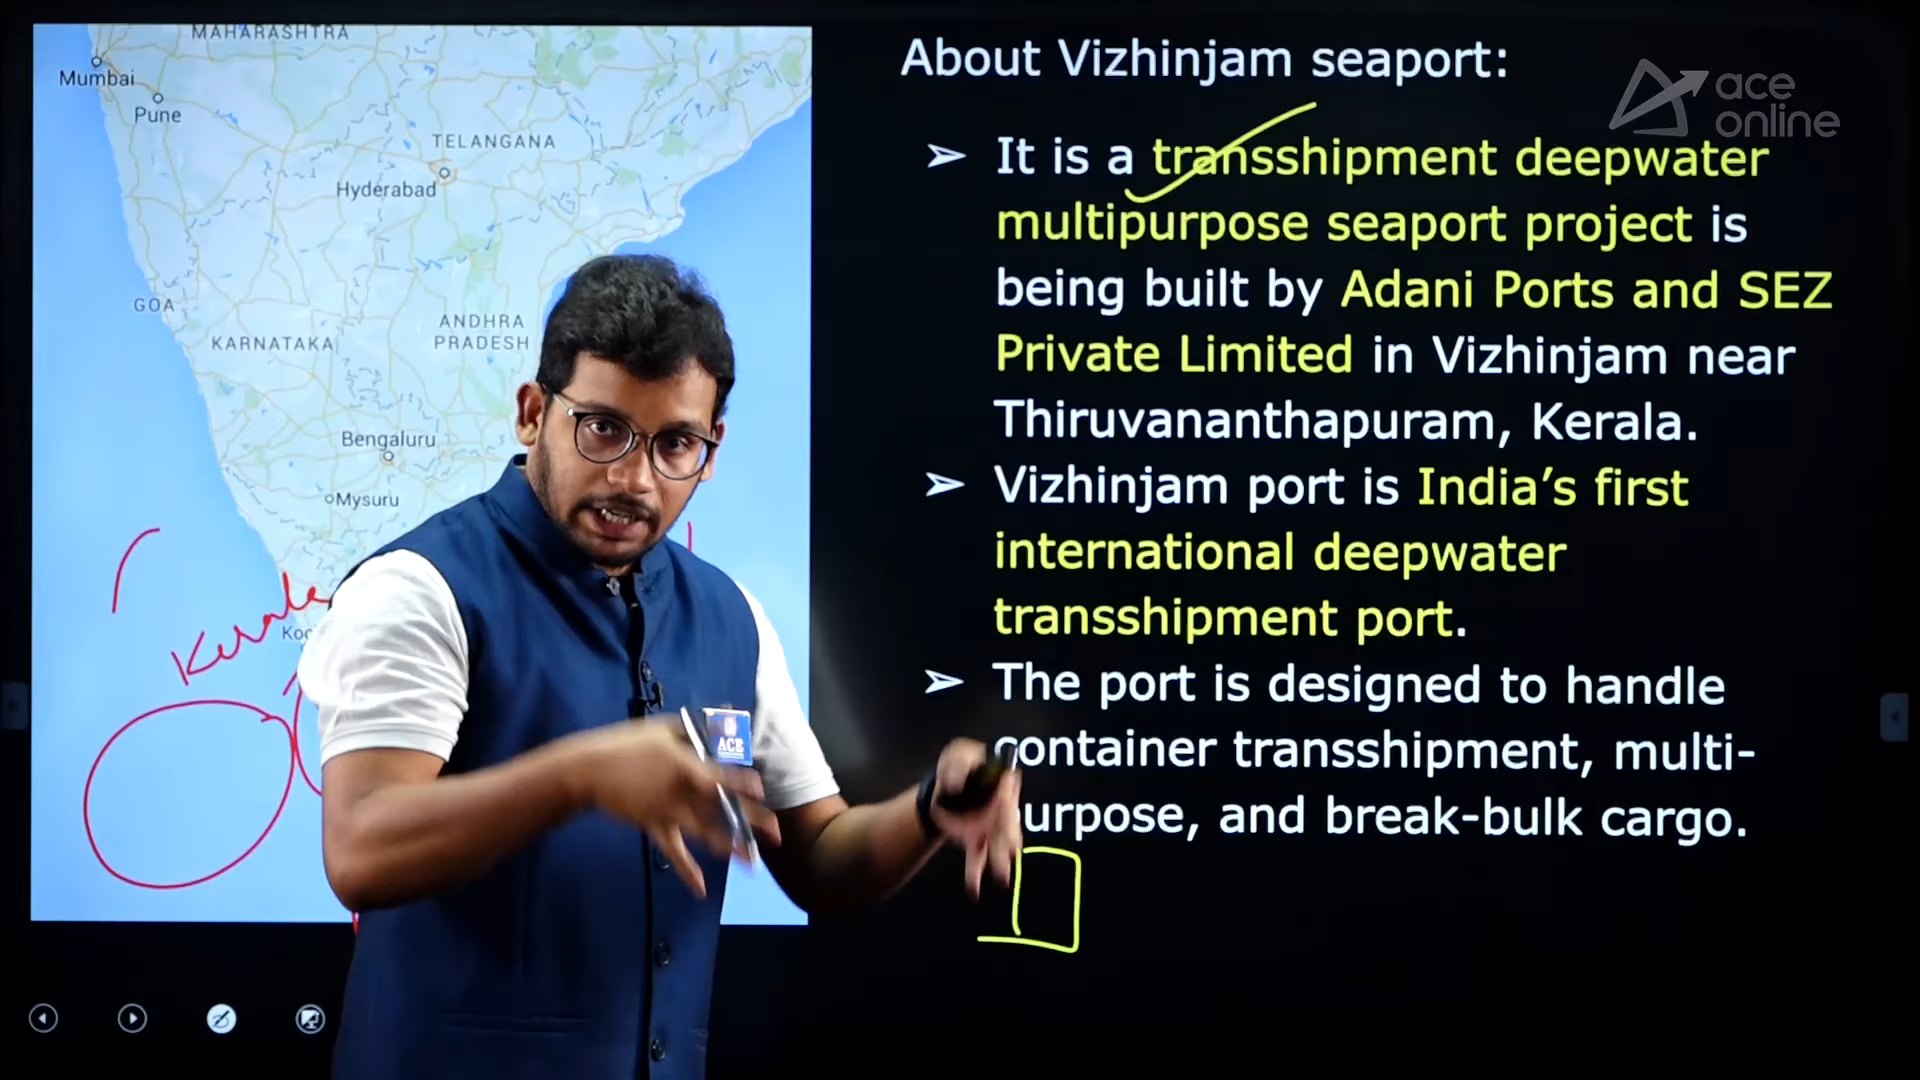 MAHARASHTRA
Mumbai
Pune
TELANGANA
Hyderabad
GOA
ANDHRA
PRADESH
KARNATAKA
Bengaluru
Mysuru
Kerala
About Vizhinjam seaport:
ace
online
➢ It is a transshipment deepwater
multipurpose seaport project is
being built by Adani Ports and SEZ
Private Limited in Vizhinjam near
Thiruvananthapuram, Kerala.
➢ Vizhinjam port is India’s first
international deepwater
transshipment port.
➢ The port is designed to handle
container transshipment, multi-
purpose, and break-bulk cargo.
ACE